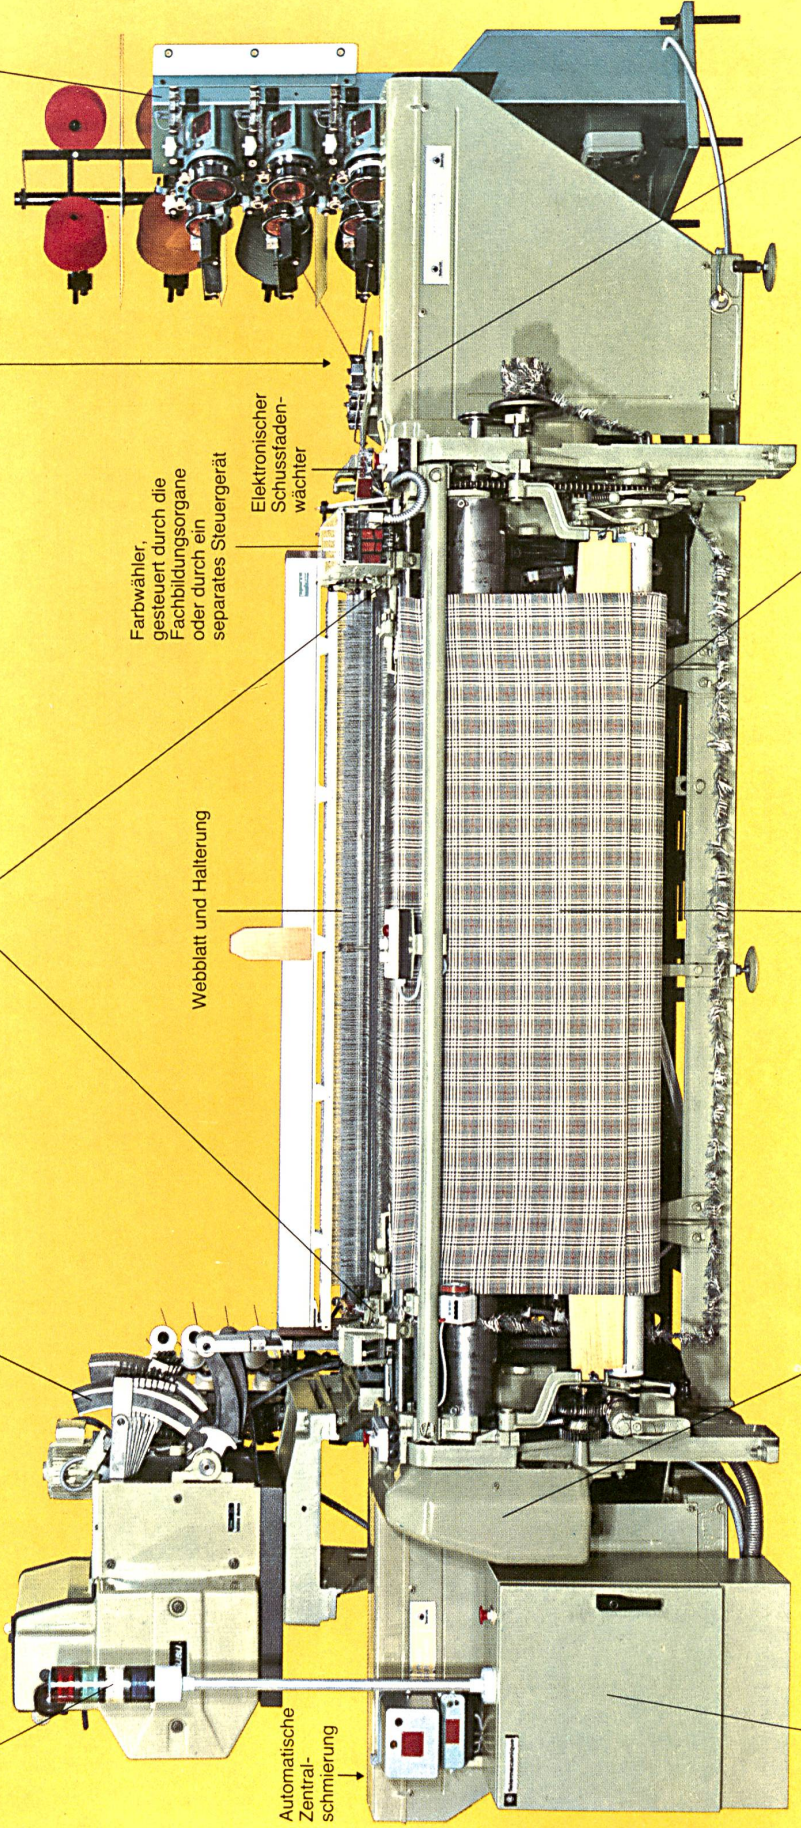 Farbwähler,
gesteuert durch die
Fachbildungsorgane
oder durch ein
separates Steuergerät
Elektronischer
Schussfaden-
wächter
Webblatt und Halterung
Automatische
Zentral-
schmierung